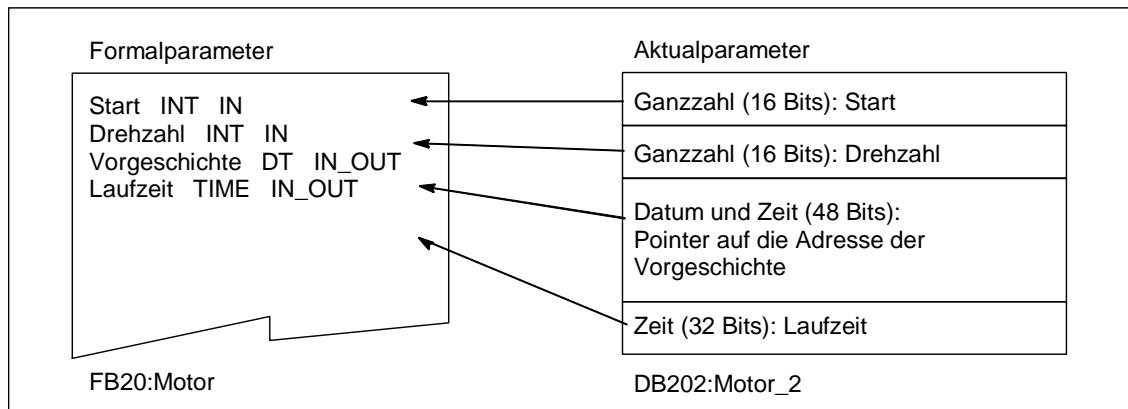 Formalparameter
Start INT IN
Drehzahl INT IN
Vorgeschichte DT IN_OUT
Laufzeit TIME IN_OUT
FB20:Motor
Aktualparameter
Ganzzahl (16 Bits): Start
Ganzzahl (16 Bits): Drehzahl
Datum und Zeit (48 Bits):
Pointer auf die Adresse der
Vorgeschichte
Zeit (32 Bits): Laufzeit
DB202:Motor_2